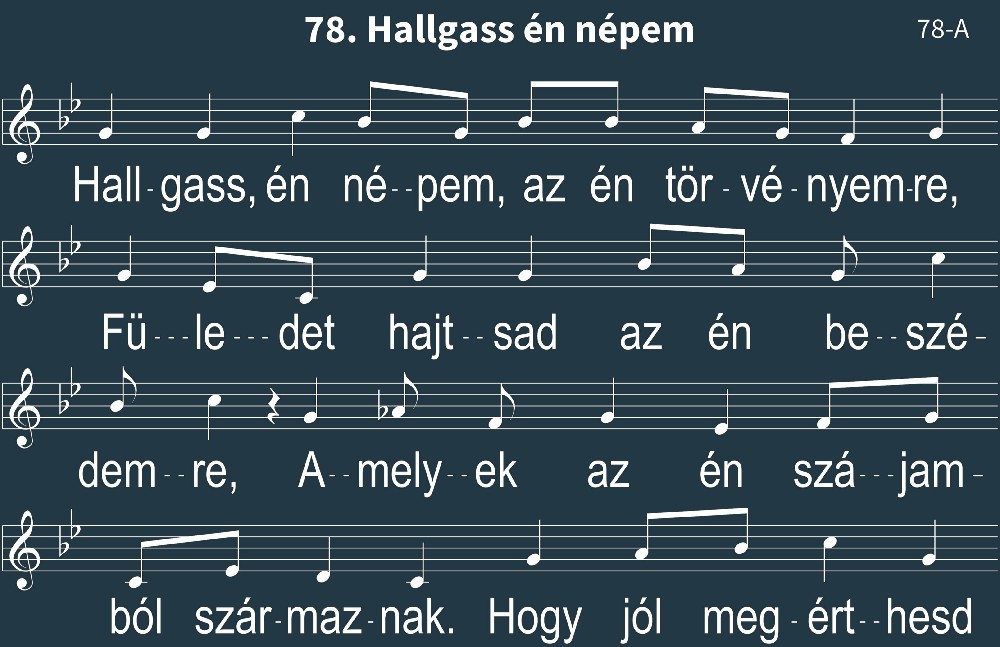 78. Hallgass én népem
78-A
Hall-gass, én né--pem, az én tör-vé-nyem-re,
Fü---le---det hajt--sad az én be--szé-
dem--re, A--mely--ek az én szá---jam-
ból szár-maz-nak. Hogy jól meg-ért--hesd